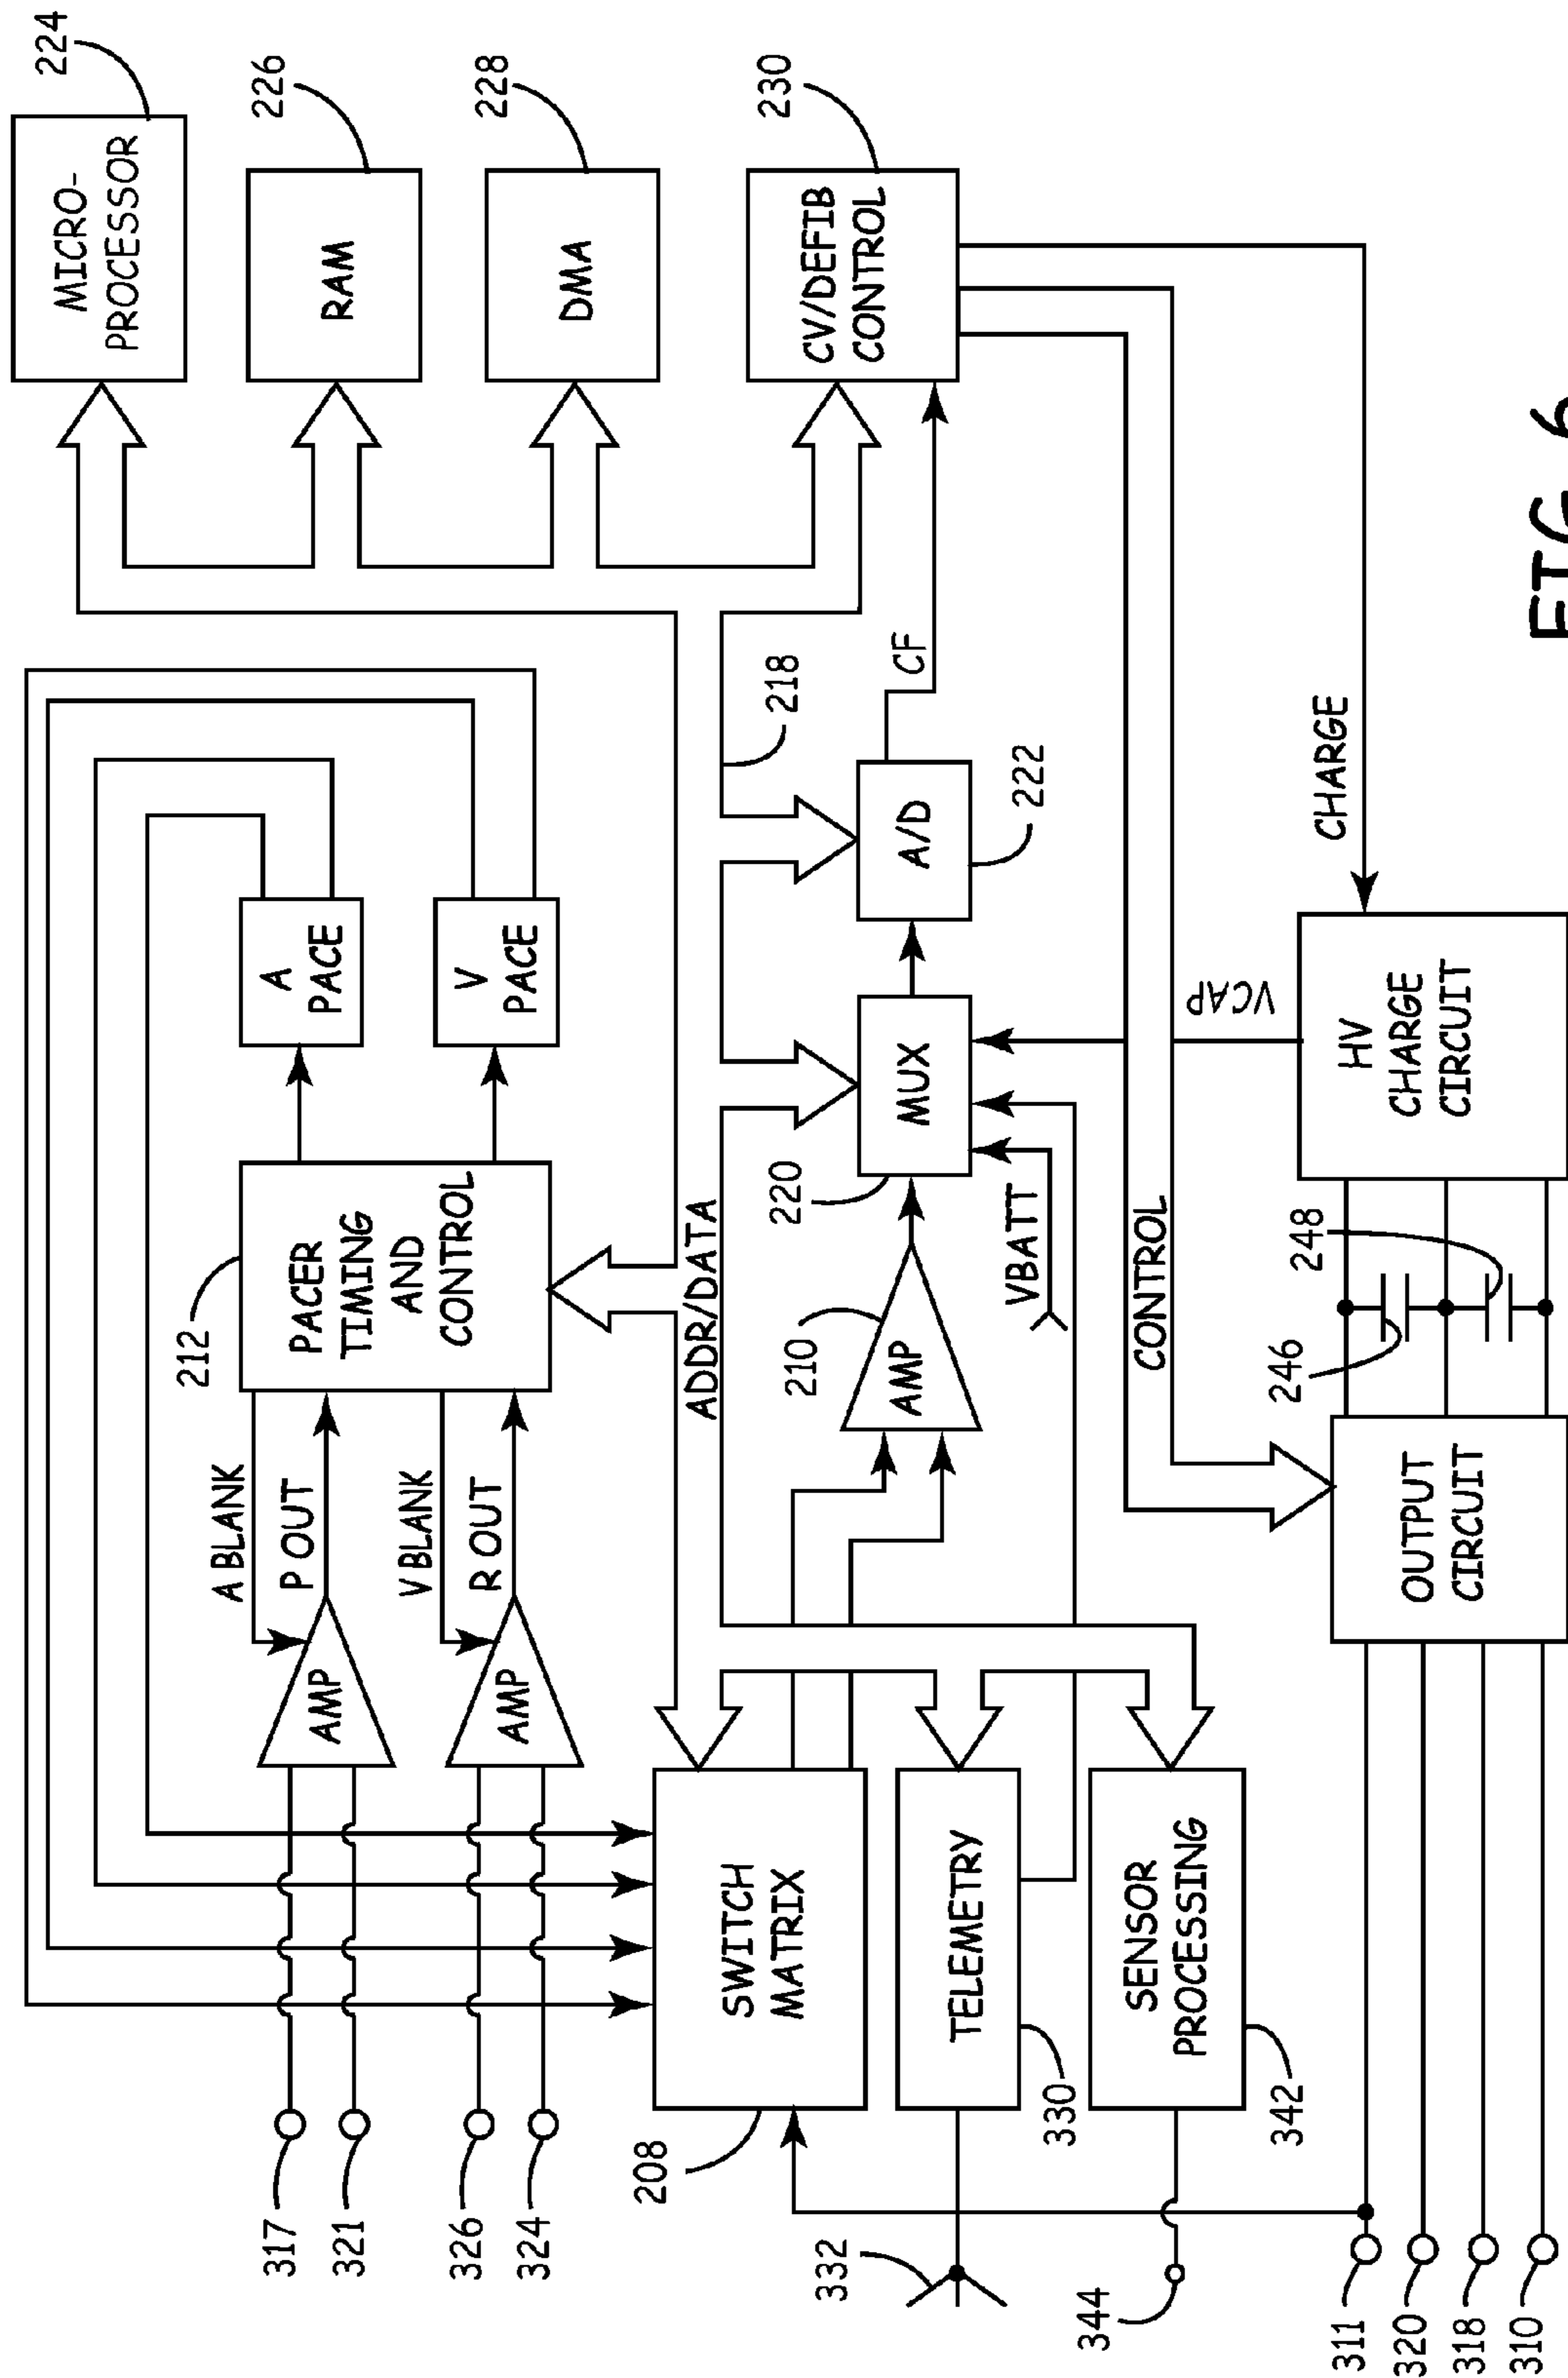 224
MICRO-
PROCESSOR
226
RAM
228
DMA
230
CV/DEFIB
CONTROL
212
PACER
TIMING
AND
CONTROL
A
PACE
V
PACE
A BLANK
P OUT
V BLANK
R OUT
AMP
AMP
317
321
326
324
ADDR/DATA
218
CF
A/D
222
MUX
220
AMP
210
VBATT
VCAP
CONTROL
CHARGE
SWITCH
MATRIX
208
TELEMETRY
330
332
SENSOR
PROCESSING
342
344
HV
CHARGE
CIRCUIT
248
246
OUTPUT
CIRCUIT
311
320
318
310